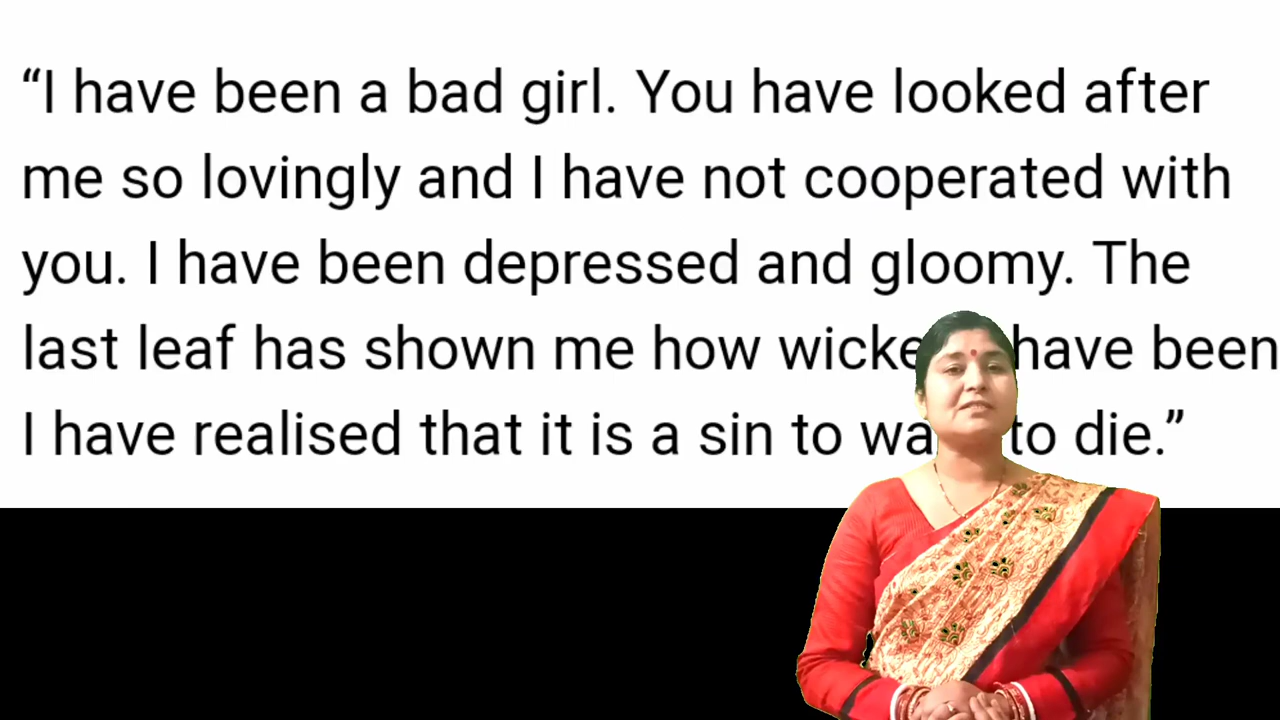 “I have been a bad girl. You have looked after
me so lovingly and I have not cooperated with
you. I have been depressed and gloomy. The
last leaf has shown me how have been
I have realised that it is a sin to to die.”